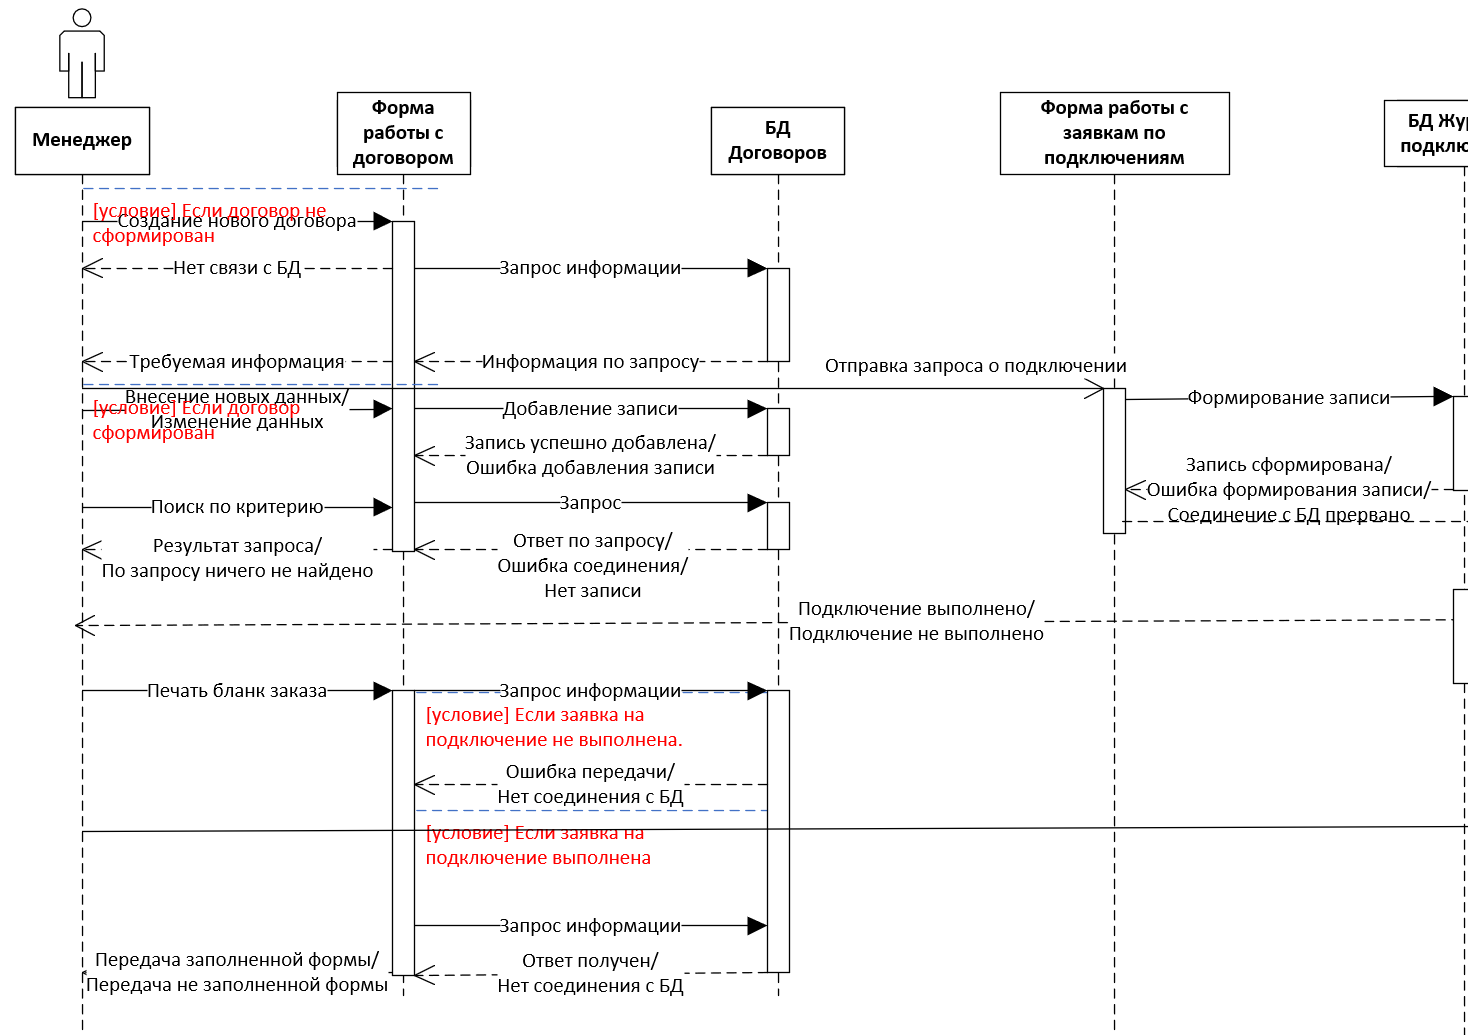 Менеджер
Форма
работы с
договором
БД
Договоров
Форма работы с
заявкам по
подключениям
БД Жу
подклю
[условие] Если договор не
сформирован
Создание нового договора
Нет связи с БД
Запрос информации
Требуемая информация
Информация по запросу
Отправка запроса о подключении
Внесение новых данных/
Изменение данных
[условие] Если договор
сформирован
Добавление записи
Формирование записи
Запись успешно добавлена/
Ошибка добавления записи
Запись сформирована/
Ошибка формирования записи/
Соединение с БД прервано
Поиск по критерию
Запрос
Результат запроса/
По запросу ничего не найдено
Ответ по запросу/
Ошибка соединения/
Нет записи
Подключение выполнено/
Подключение не выполнено
Печать бланк заказа
Запрос информации
[условие] Если заявка на
подключение не выполнена.
Ошибка передачи/
Нет соединения с БД
[условие] Если заявка на
подключение выполнена
Запрос информации
Передача заполненной формы/
Передача не заполненной формы
Ответ получен/
Нет соединения с БД